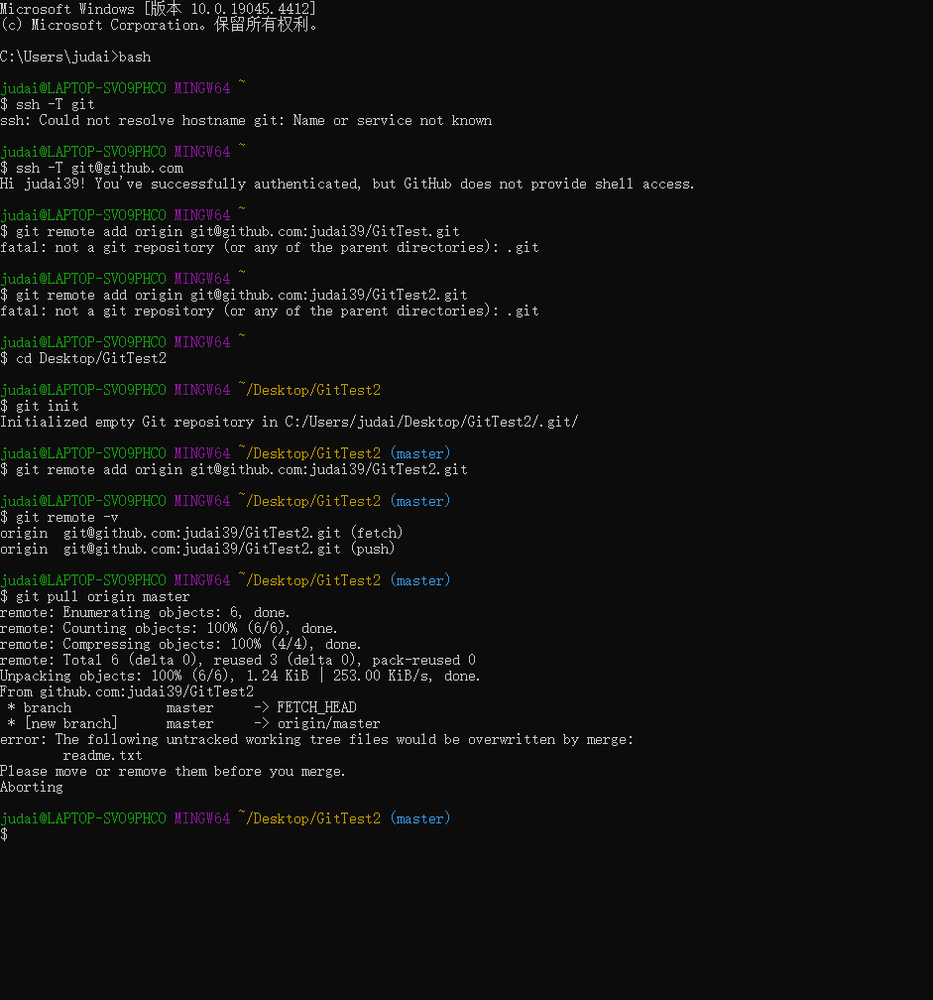 Microsoft Windows [版本 10.0.19045.4412]
(c) Microsoft Corporation。保留所有权利。
C:\Users\judai>bash
judai@LAPTOP-SVO9PHCO MINGW64 ~
$ ssh -T git
ssh: Could not resolve hostname git: Name or service not known
judai@LAPTOP-SVO9PHCO MINGW64 ~
$ ssh -T git@github.com
Hi judai39! You've successfully authenticated, but GitHub does not provide shell access.
judai@LAPTOP-SVO9PHCO MINGW64 ~
$ git remote add origin git@github.com:judai39/GitTest.git
fatal: not a git repository (or any of the parent directories): .git
judai@LAPTOP-SVO9PHCO MINGW64 ~
$ git remote add origin git@github.com:judai39/GitTest2.git
fatal: not a git repository (or any of the parent directories): .git
judai@LAPTOP-SVO9PHCO MINGW64 ~
$ cd Desktop/GitTest2
judai@LAPTOP-SVO9PHCO MINGW64 ~/Desktop/GitTest2
$ git init
Initialized empty Git repository in C:/Users/judai/Desktop/GitTest2/.git/
judai@LAPTOP-SVO9PHCO MINGW64 ~/Desktop/GitTest2 (master)
$ git remote add origin git@github.com:judai39/GitTest2.git
judai@LAPTOP-SVO9PHCO MINGW64 ~/Desktop/GitTest2 (master)
$ git remote -v
origin  git@github.com:judai39/GitTest2.git (fetch)
origin  git@github.com:judai39/GitTest2.git (push)
judai@LAPTOP-SVO9PHCO MINGW64 ~/Desktop/GitTest2 (master)
$ git pull origin master
remote: Enumerating objects: 6, done.
remote: Counting objects: 100% (6/6), done.
remote: Compressing objects: 100% (4/4), done.
remote: Total 6 (delta 0), reused 3 (delta 0), pack-reused 0
Unpacking objects: 100% (6/6), 1.24 KiB | 253.00 KiB/s, done.
From github.com:judai39/GitTest2
 * branch            master     -> FETCH_HEAD
 * [new branch]      master     -> origin/master
error: The following untracked working tree files would be overwritten by merge:
        readme.txt
Please move or remove them before you merge.
Aborting
judai@LAPTOP-SVO9PHCO MINGW64 ~/Desktop/GitTest2 (master)
$